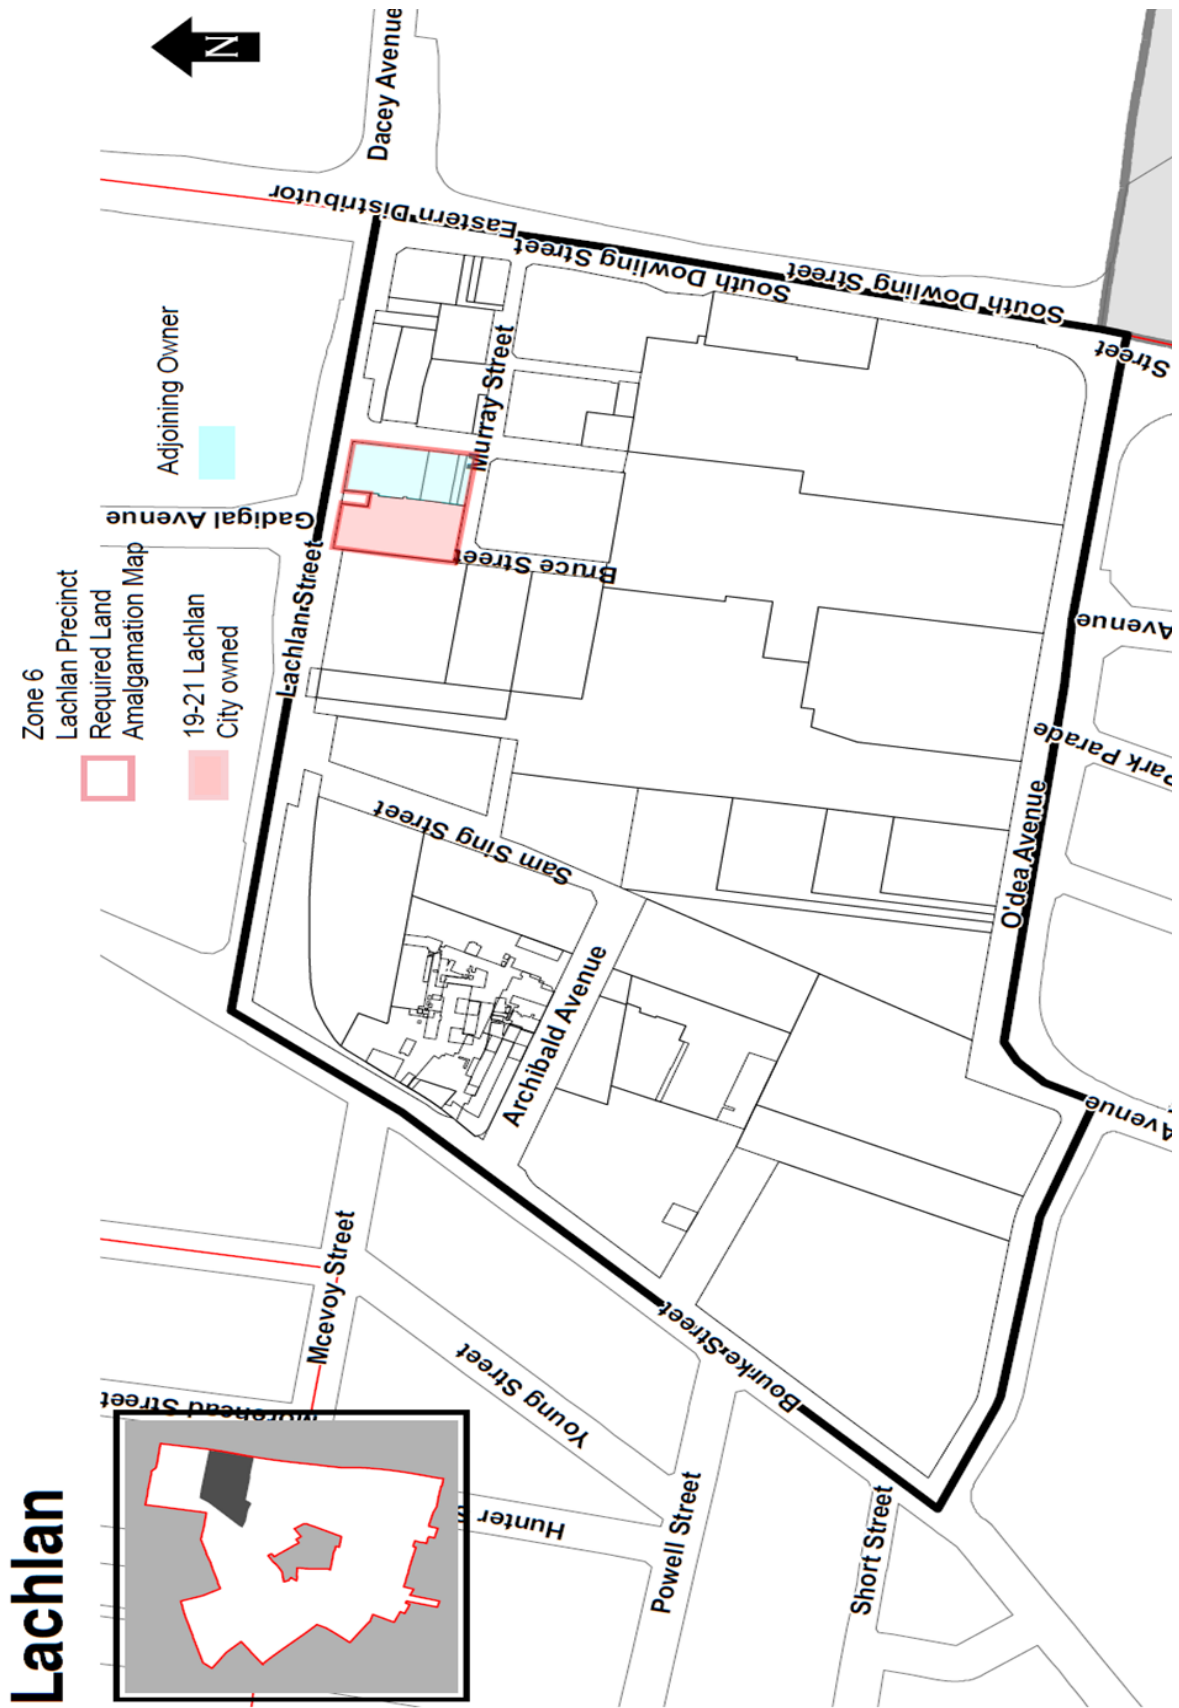 Lachlan
Zone 6
Lachlan Precinct
Required Land
Amalgamation Map
19-21 Lachlan
City owned
Adjoining Owner
N
Dacey Avenue
Eastern Distributor
South Dowling Street
South Dowling Street
Street
Murray Street
Gadigal Avenue
Lachlan Street
Bruce Street
Sam Sing Street
Archibald Avenue
O'dea Avenue
Avenue
Park Parade
Avenue
Mcevoy Street
Morehead Street
Young Street
Bourke Street
Hunter
Powell Street
Short Street